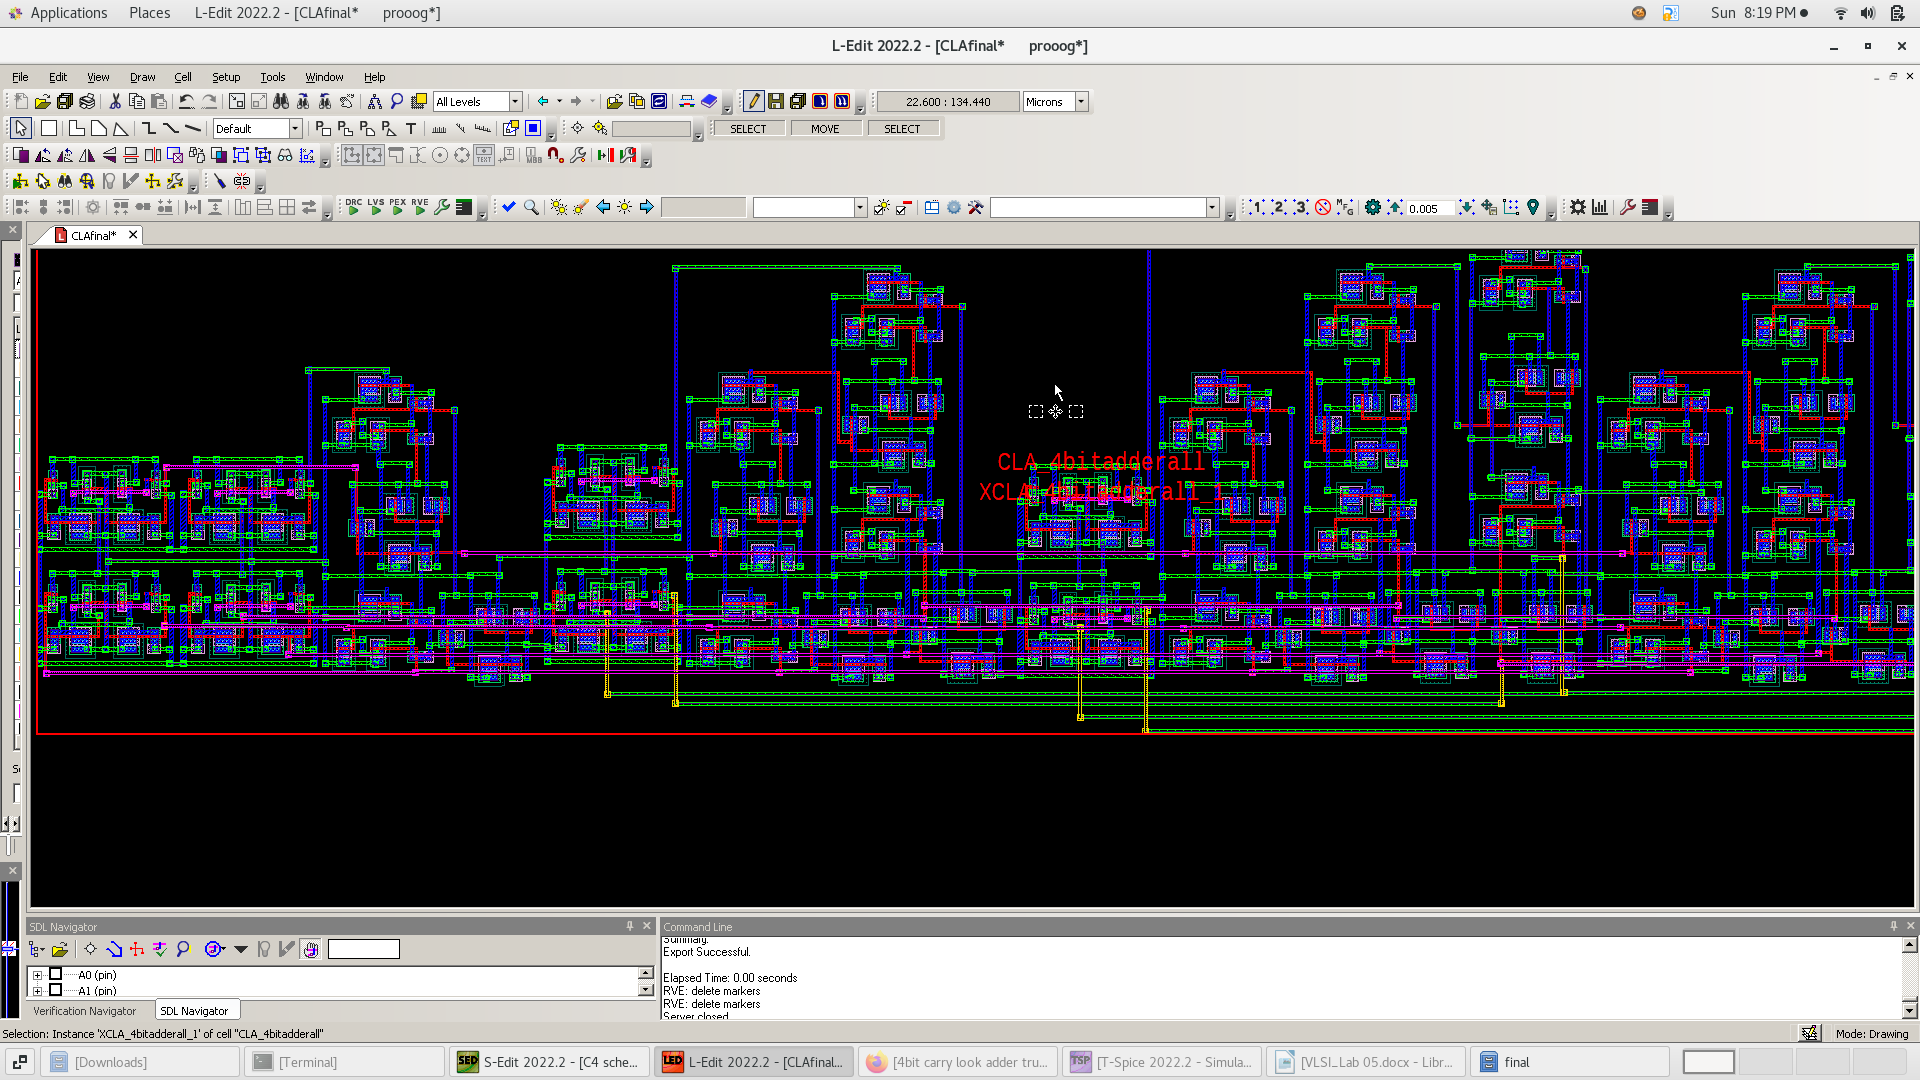 Applications Places L-Edit 2022.2 - [CLAfinal* prooog*] Sun 8:19 PM
L-Edit 2022.2 - [CLAfinal* prooog*]
File Edit View Draw Cell Setup Tools Window Help
All Levels 22.600 : 134.440 Microns
Default SELECT MOVE SELECT
DRC LVS PEX RVE 0.005
CLAfinal*
CLA_4bitadderall
XCLA_4bitadderall_1
SDL Navigator
A0 (pin)
A1 (pin)
Verification Navigator SDL Navigator
Command Line
Summary:
Export Successful.
Elapsed Time: 0.00 seconds
RVE: delete markers
RVE: delete markers
Server closed
Selection: Instance 'XCLA_4bitadderall_1' of cell "CLA_4bitadderall" Mode: Drawing
[Downloads] [Terminal] S-Edit 2022.2 - [C4 sche... L-Edit 2022.2 - [CLAfinal... [4bit carry look adder tru... [T-Spice 2022.2 - Simula... [VLSI_Lab 05.docx - Libr... final